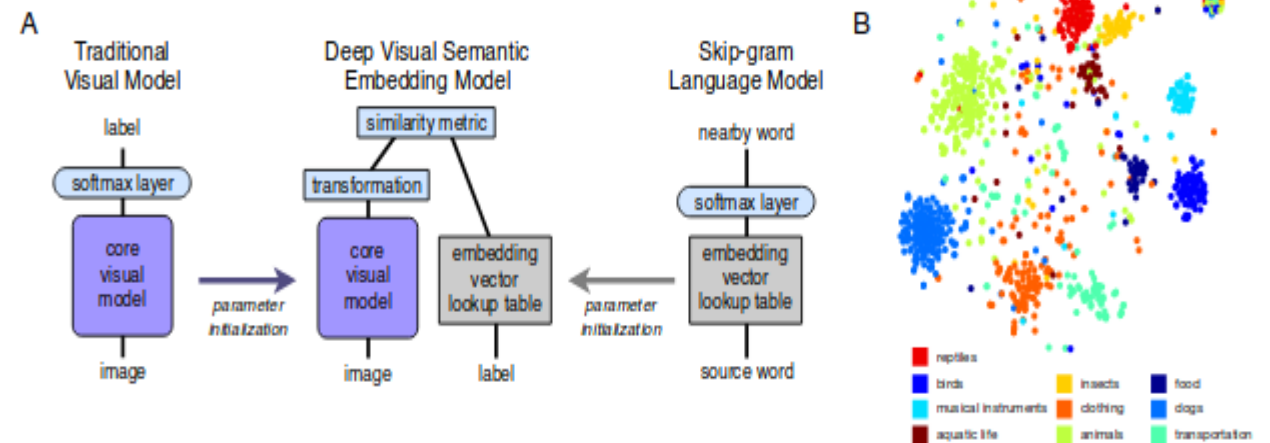 A
Traditional
Visual Model
label
softmax layer
core
visual
model
image
parameter
initialization
Deep Visual Semantic
Embedding Model
similarity metric
transformation
core
visual
model
image
embedding
vector
lookup table
label
parameter
initialization
Skip-gram
Language Model
nearby word
softmax layer
embedding
vector
lookup table
source word
B
reptiles
birds
insects
food
musical instruments
clothing
dogs
aquatic life
animals
transportation